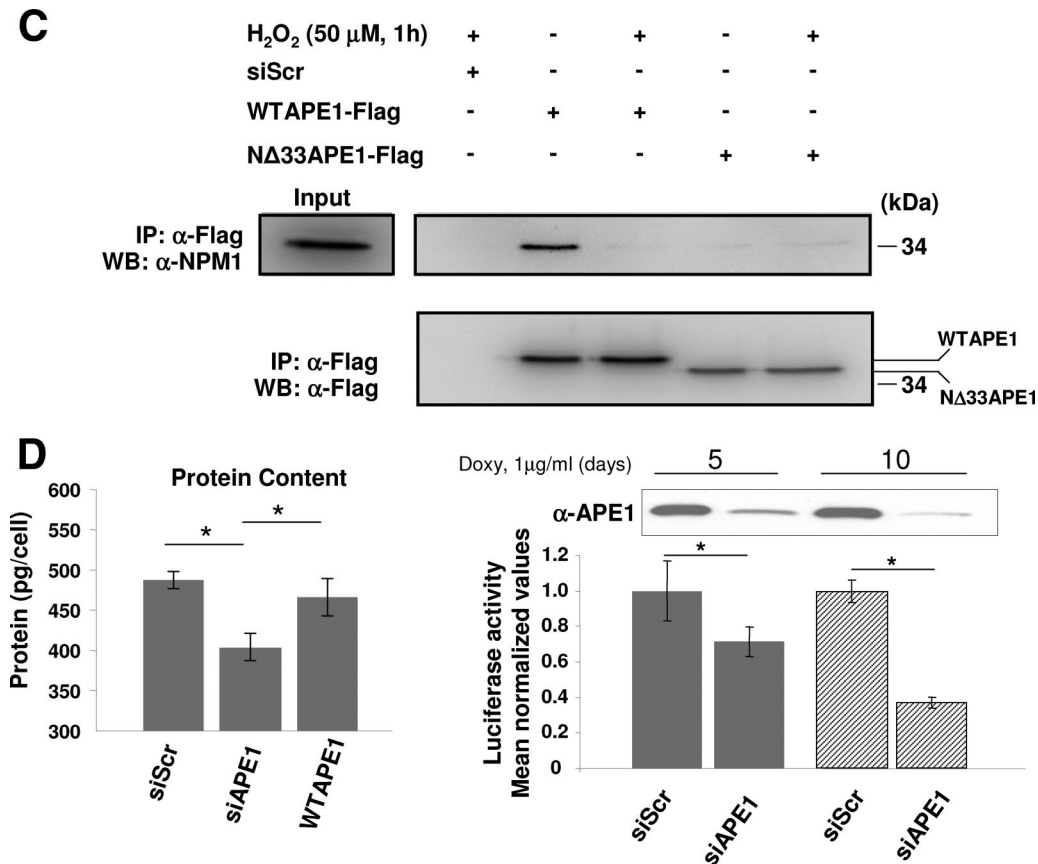 C
H₂O₂ (50 μM, 1h) + - + - +
siScr + - - - -
WTAPE1-Flag - + + - -
NΔ33APE1-Flag - - - + +
Input
(kDa)
IP: α-Flag
WB: α-NPM1
34
IP: α-Flag
WB: α-Flag
WTAPE1
34
NΔ33APE1
D
Protein Content
Protein (pg/cell)
600
550
500
450
400
350
300
* *
siScr siAPE1 WTAPE1
Doxy, 1μg/ml (days) 5 10
α-APE1
Luciferase activity
Mean normalized values
1.2
1.0
0.8
0.6
0.4
0.2
0
* *
siScr siAPE1 siScr siAPE1